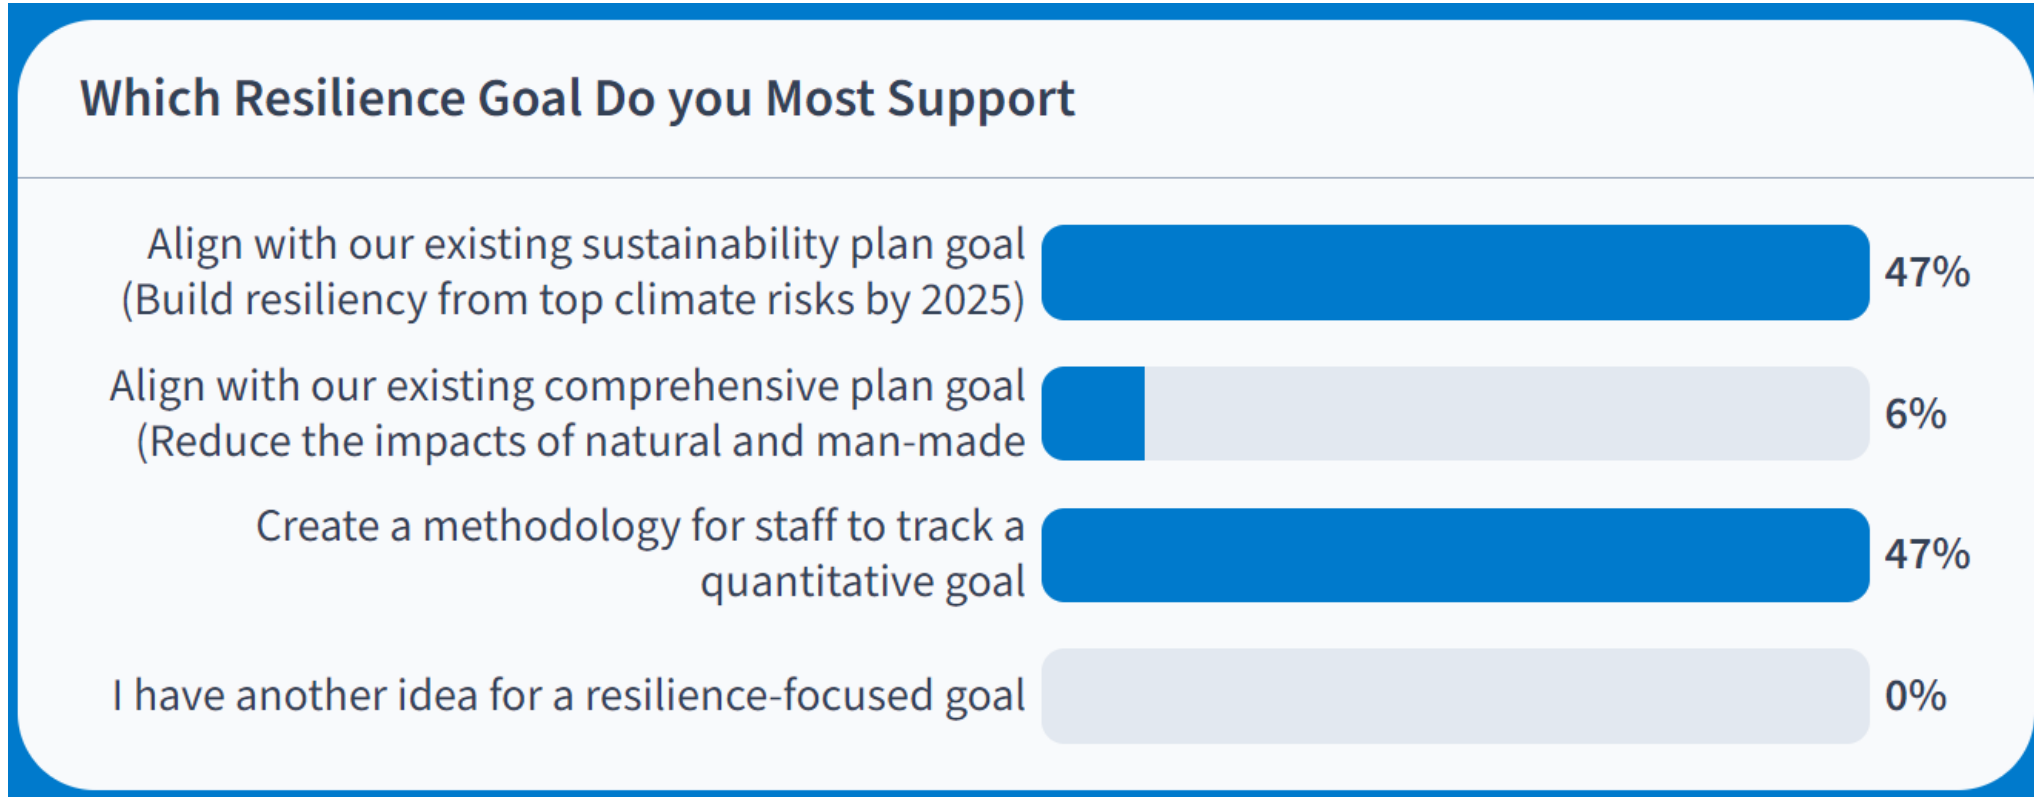 Which Resilience Goal Do you Most Support
Align with our existing sustainability plan goal
(Build resiliency from top climate risks by 2025)
47%
Align with our existing comprehensive plan goal
(Reduce the impacts of natural and man-made
6%
Create a methodology for staff to track a
quantitative goal
47%
I have another idea for a resilience-focused goal
0%